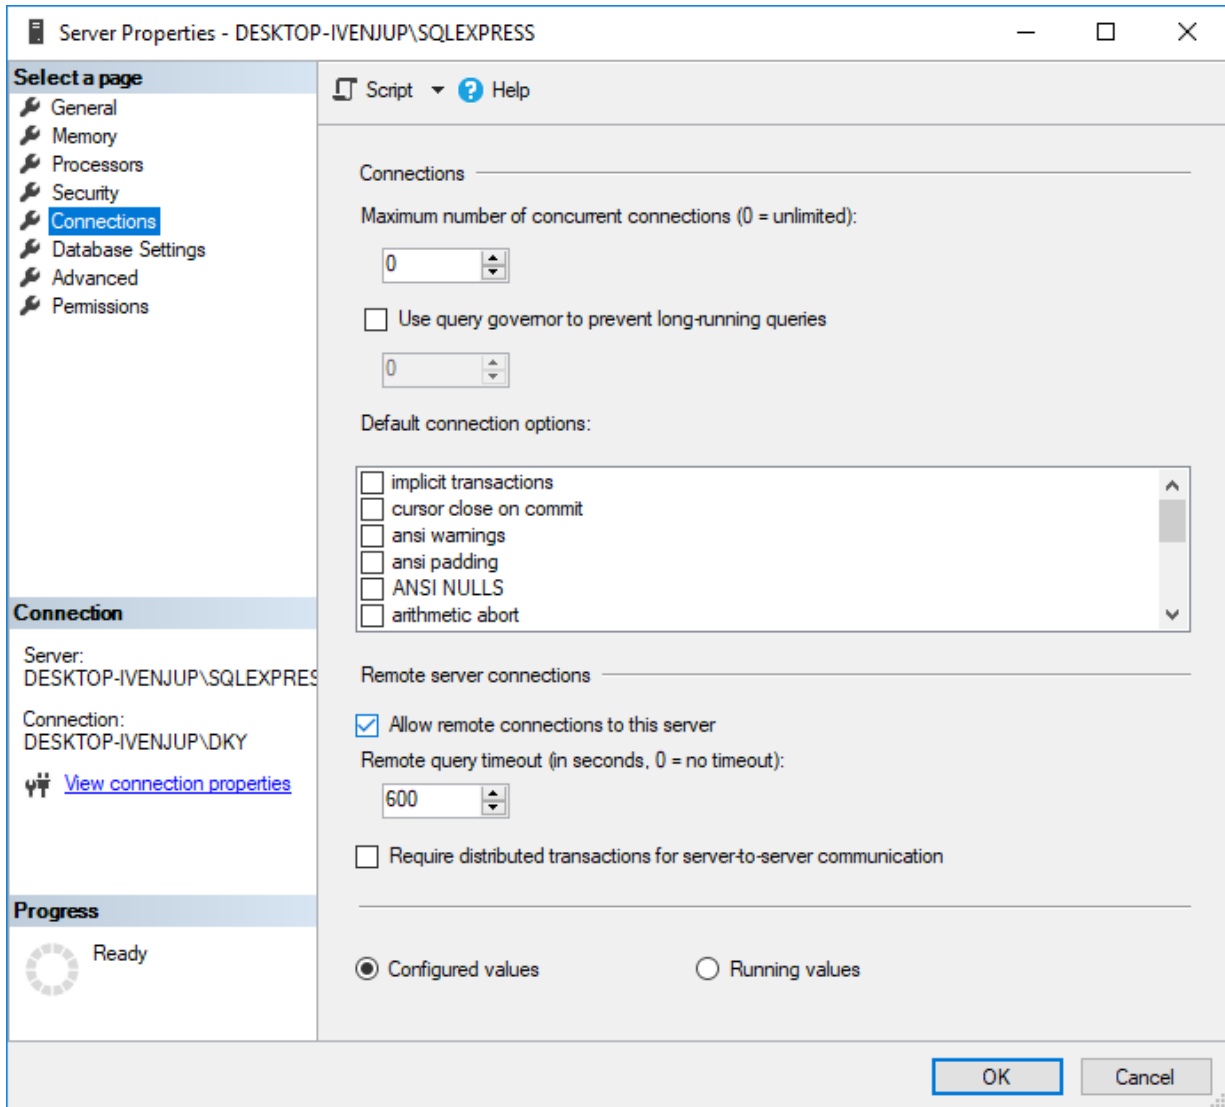 Server Properties - DESKTOP-IVENJUP\SQLEXPRESS
Select a page
General
Memory
Processors
Security
Connections
Database Settings
Advanced
Permissions
Connection
Server:
DESKTOP-IVENJUP\SQLEXPRES
Connection:
DESKTOP-IVENJUP\DKY
View connection properties
Progress
Ready
Script
Help
Connections
Maximum number of concurrent connections (0 = unlimited):
0
Use query governor to prevent long-running queries
0
Default connection options:
implicit transactions
cursor close on commit
ansi warnings
ansi padding
ANSI NULLS
arithmetic abort
Remote server connections
Allow remote connections to this server
Remote query timeout (in seconds, 0 = no timeout):
600
Require distributed transactions for server-to-server communication
Configured values
Running values
OK
Cancel